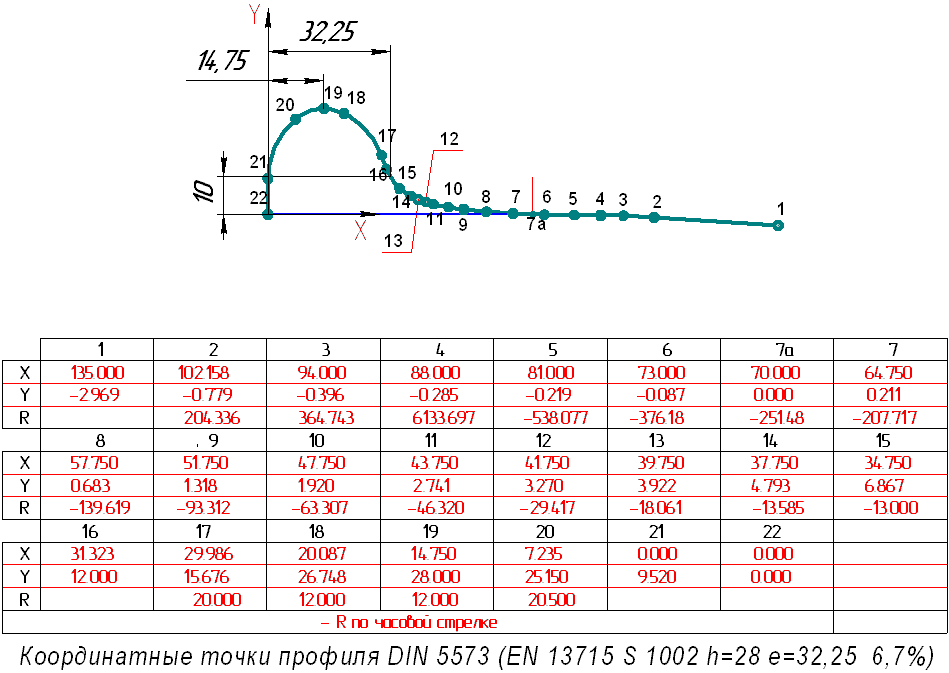 Y
32,25
14,75
19
18
20
12
17
21
16
15
10
22
14
11
10
9
8
7
7а
6
5
4
3
2
1
X
13
1 2 3 4 5 6 7а 7
X 135.000 102.158 94.000 88.000 81.000 73.000 70.000 64.750
Y -2.969 -0.779 -0.396 -0.285 -0.219 -0.087 0.000 0.211
R 204.336 364.743 6133.697 -538.077 -376.18 -251.48 -207.717
8 . 9 10 11 12 13 14 15
X 57.750 51.750 47.750 43.750 41.750 39.750 37.750 34.750
Y 0.683 1.318 1.920 2.741 3.270 3.922 4.793 6.867
R -139.619 -93.312 -63.307 -46.320 -29.417 -18.061 -13.585 -13.000
16 17 18 19 20 21 22
X 31.323 29.986 20.087 14.750 7.235 0.000 0.000
Y 12.000 15.676 26.748 28.000 25.150 9.520 0.000
R 20.000 12.000 12.000 20.500
- R по часовой стрелке
Координатные точки профиля DIN 5573 (EN 13715 S 1002 h=28 e=32,25 6,7%)